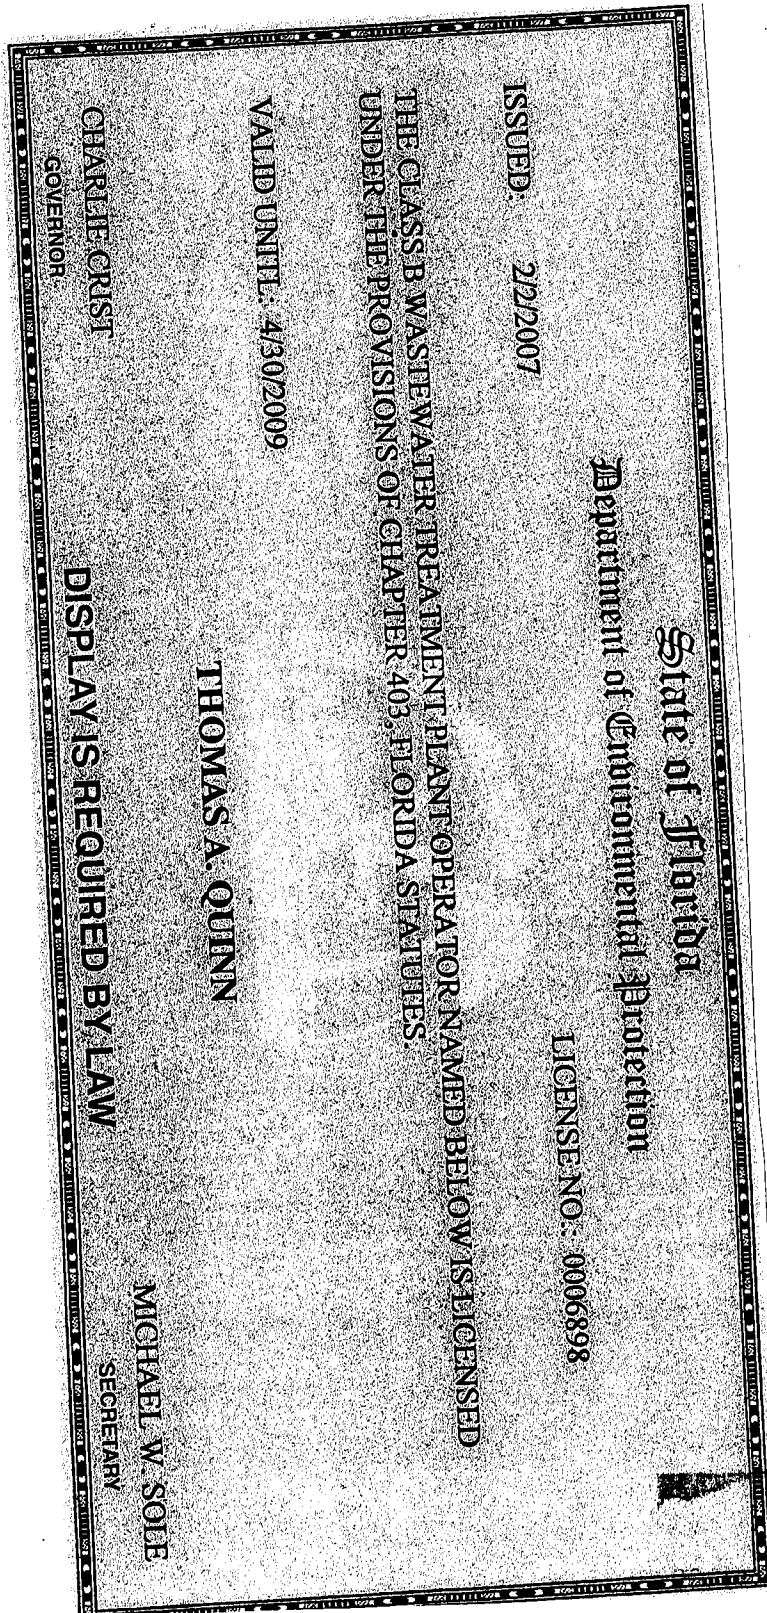 State of Florida
Department of Environmental Protection
ISSUED: 2/2/2007 LICENSE NO.: 0006898
THE CLASS B WASTEWATER TREATMENT PLANT OPERATOR NAMED BELOW IS LICENSED
UNDER THE PROVISIONS OF CHAPTER 403, FLORIDA STATUTES.
VALID UNITL: 4/30/2009
THOMAS A. QUINN
CHARLIE CRIST MICHAEL W. SOLE
GOVERNOR SECRETARY
DISPLAY IS REQUIRED BY LAW